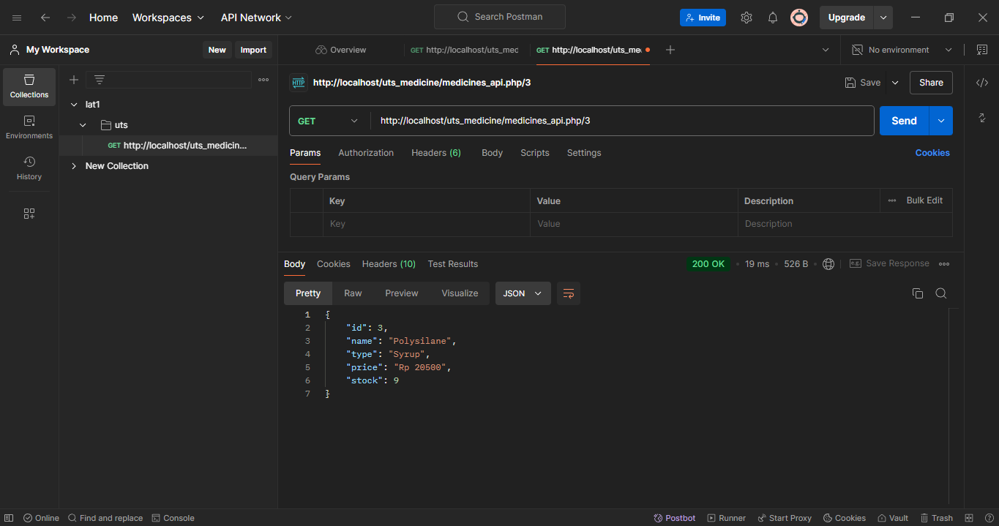 Home Workspaces API Network Search Postman Invite Upgrade
My Workspace New Import Overview GET http://localhost/uts_med GET http://localhost/uts_me No environment
Collections
Environments
History
lat1
uts
GET http://localhost/uts_medicin...
New Collection
HTTP http://localhost/uts_medicine/medicines_api.php/3 Save Share
GET http://localhost/uts_medicine/medicines_api.php/3 Send
Params Authorization Headers (6) Body Scripts Settings Cookies
Query Params
Key Value Description Bulk Edit
Key Value Description
Body Cookies Headers (10) Test Results 200 OK 19 ms 526 B e.g. Save Response
Pretty Raw Preview Visualize JSON
1 {
2 "id": 3,
3 "name": "Polysilane",
4 "type": "Syrup",
5 "price": "Rp 20500",
6 "stock": 9
7 }
Online Find and replace Console Postbot Runner Start Proxy Cookies Vault Trash